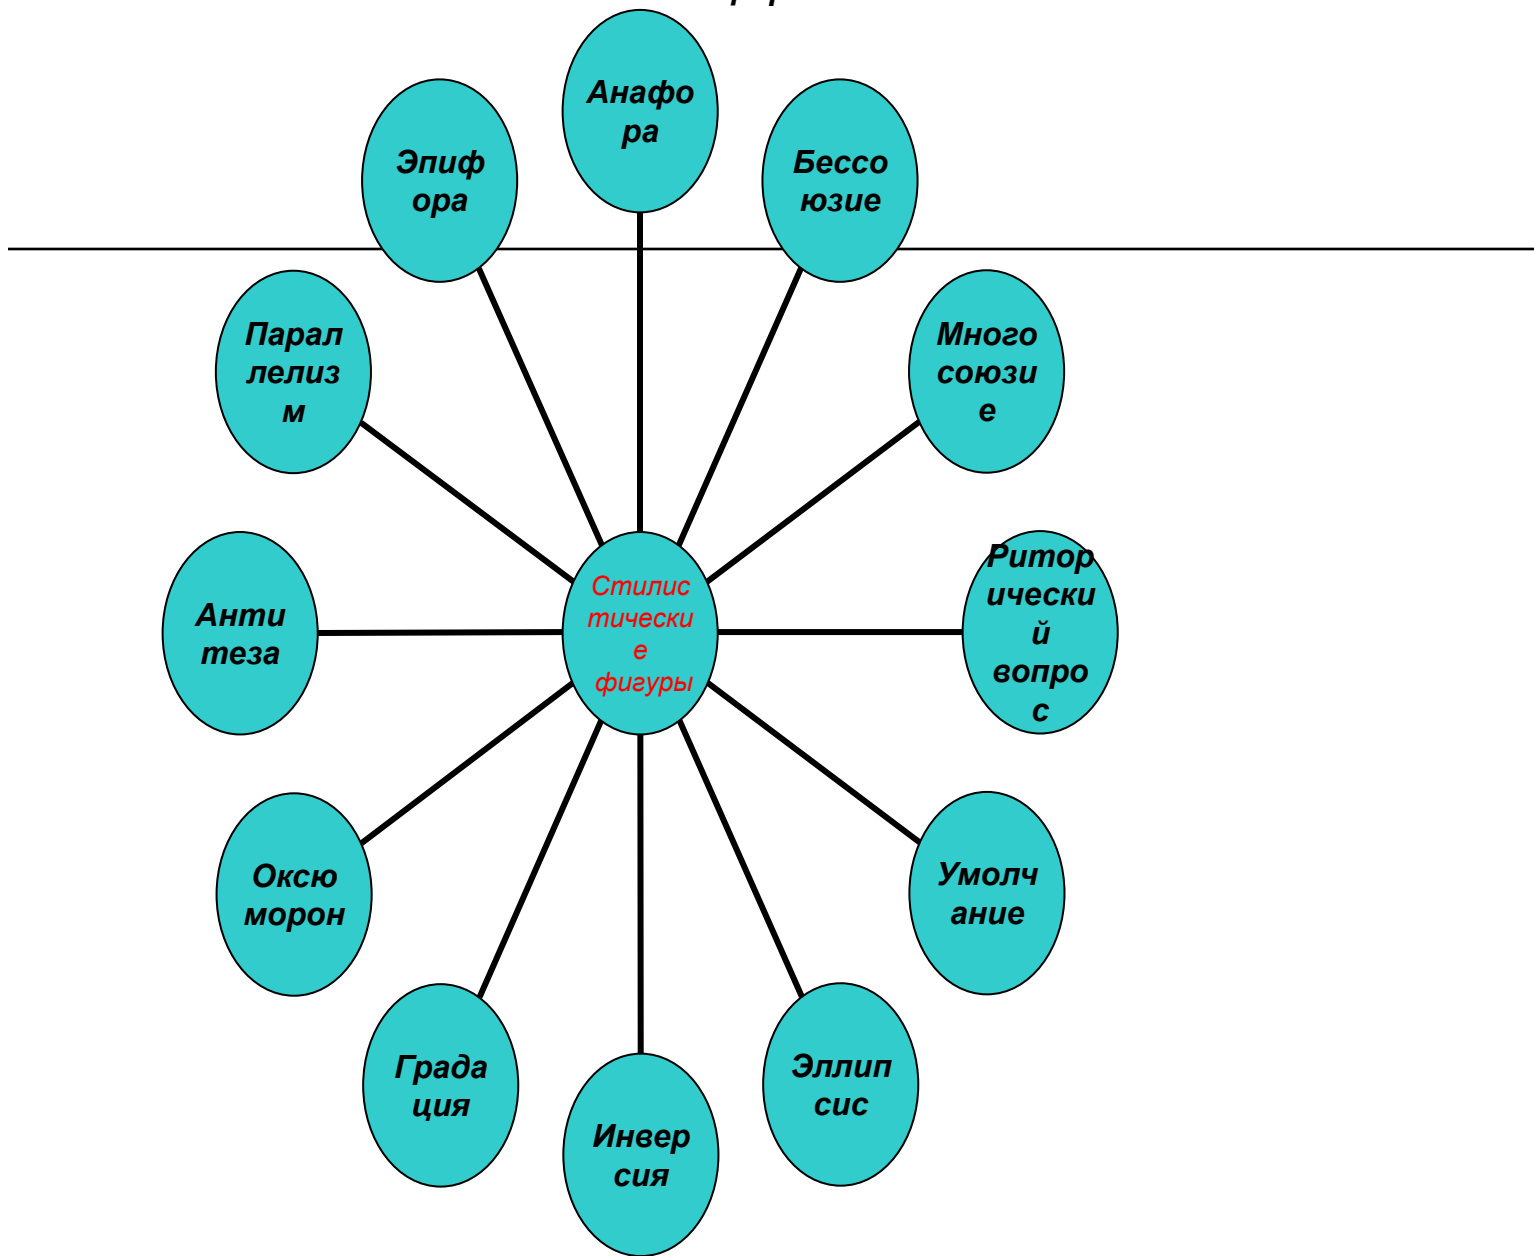 Анафо
ра
Эпиф
ора
Бессо
юзие
Парал
лелиз
м
Много
союзи
е
Стилис
тически
е
фигуры
Анти
теза
Ритор
ически
й
вопро
с
Оксю
морон
Умолч
ание
Града
ция
Эллип
сис
Инвер
сия